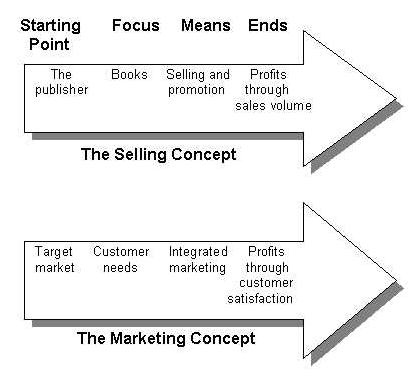 Starting Focus Means Ends
Point
The Books Selling and Profits
publisher promotion through
sales volume
The Selling Concept
Target Customer Integrated Profits
market needs marketing through
customer
satisfaction
The Marketing Concept